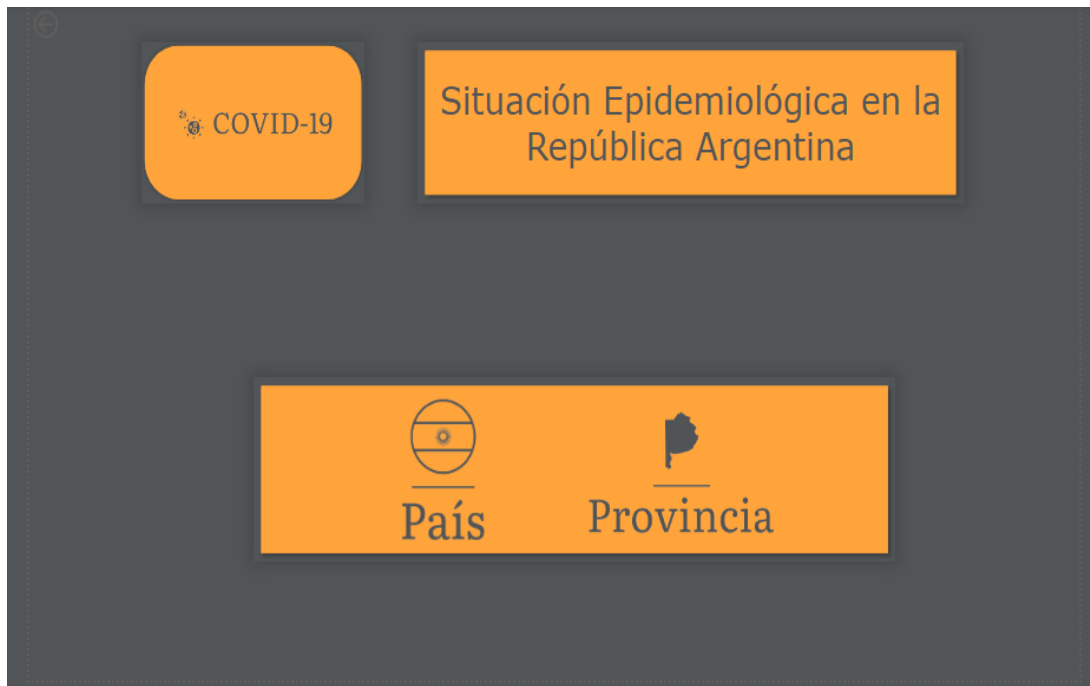 COVID-19
Situación Epidemiológica en la
República Argentina
País
Provincia